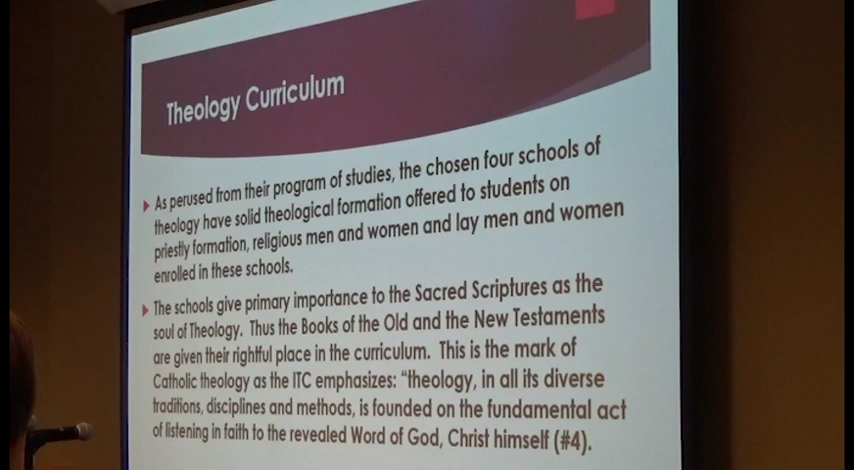 Theology Curriculum
As perused from their program of studies, the chosen four schools of
theology have solid theological formation offered to students on
priestly formation, religious men and women and lay men and women
enrolled in these schools.
The schools give primary importance to the Sacred Scriptures as the
soul of Theology. Thus the Books of the Old and the New Testaments
are given their rightful place in the curriculum. This is the mark of
Catholic theology as the ITC emphasizes: “theology, in all its diverse
traditions, disciplines and methods, is founded on the fundamental act
of listening in faith to the revealed Word of God, Christ himself (#4).